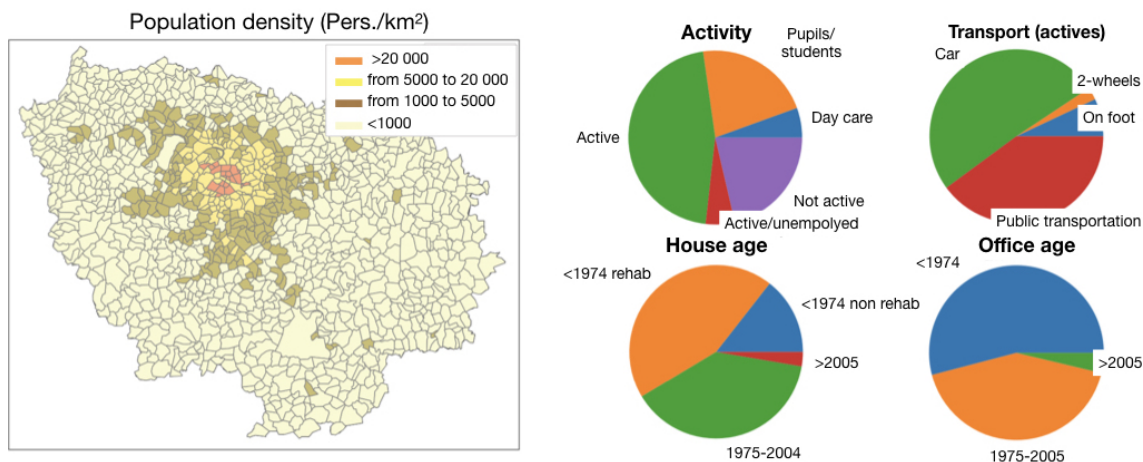 Population density (Pers./km²)
>20 000
from 5000 to 20 000
from 1000 to 5000
<1000
Activity
Pupils/
students
Day care
Active
Not active
Active/unempolyed
Transport (actives)
Car
2-wheels
On foot
Public transportation
House age
<1974 rehab
<1974 non rehab
>2005
1975-2004
Office age
<1974
>2005
1975-2005